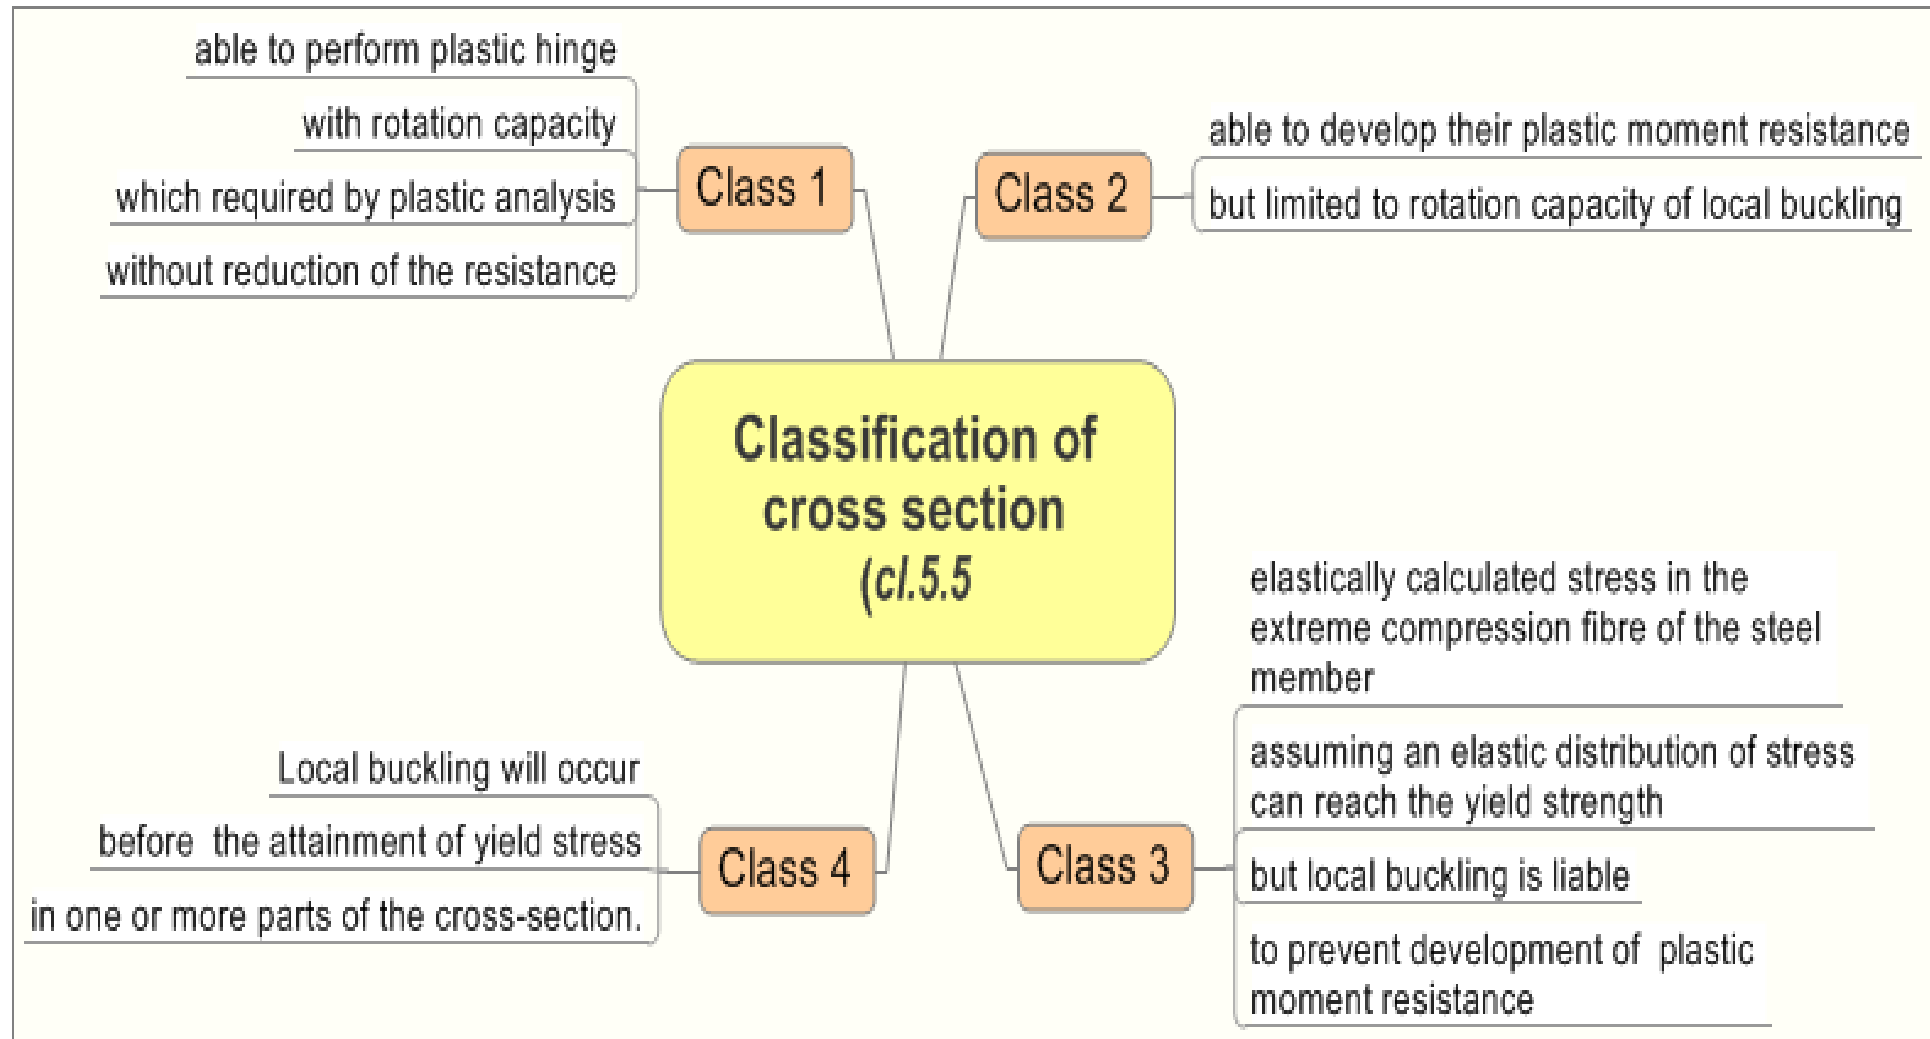 able to perform plastic hinge
with rotation capacity
which required by plastic analysis
without reduction of the resistance
Class 1
Class 2
able to develop their plastic moment resistance
but limited to rotation capacity of local buckling
Classification of
cross section
(cl.5.5
Local buckling will occur
before the attainment of yield stress
in one or more parts of the cross-section.
Class 4
Class 3
elastically calculated stress in the
extreme compression fibre of the steel
member
assuming an elastic distribution of stress
can reach the yield strength
but local buckling is liable
to prevent development of plastic
moment resistance